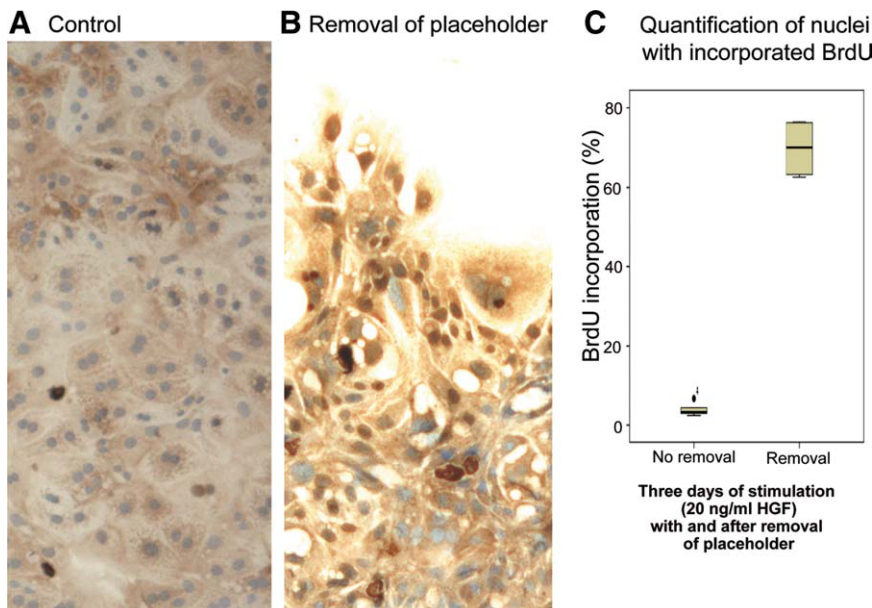 A Control
B Removal of placeholder
C Quantification of nuclei
with incorporated BrdU
BrdU incorporation (%)
80
60
40
20
0
No removal
Removal
Three days of stimulation
(20 ng/ml HGF)
with and after removal
of placeholder